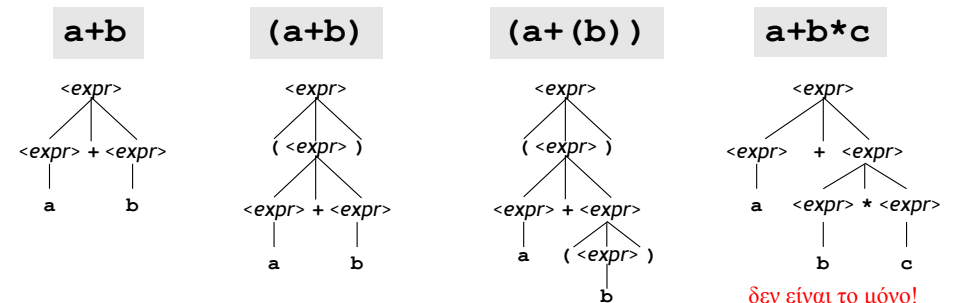 a+b (a+b) (a+(b)) a+b*c
<expr> <expr> <expr> <expr>
<expr> + <expr> ( <expr> ) ( <expr> ) <expr> + <expr>
a b <expr> + <expr> <expr> + <expr> a <expr> * <expr>
a b a ( <expr> ) b c
b δεν είναι το μόνο!